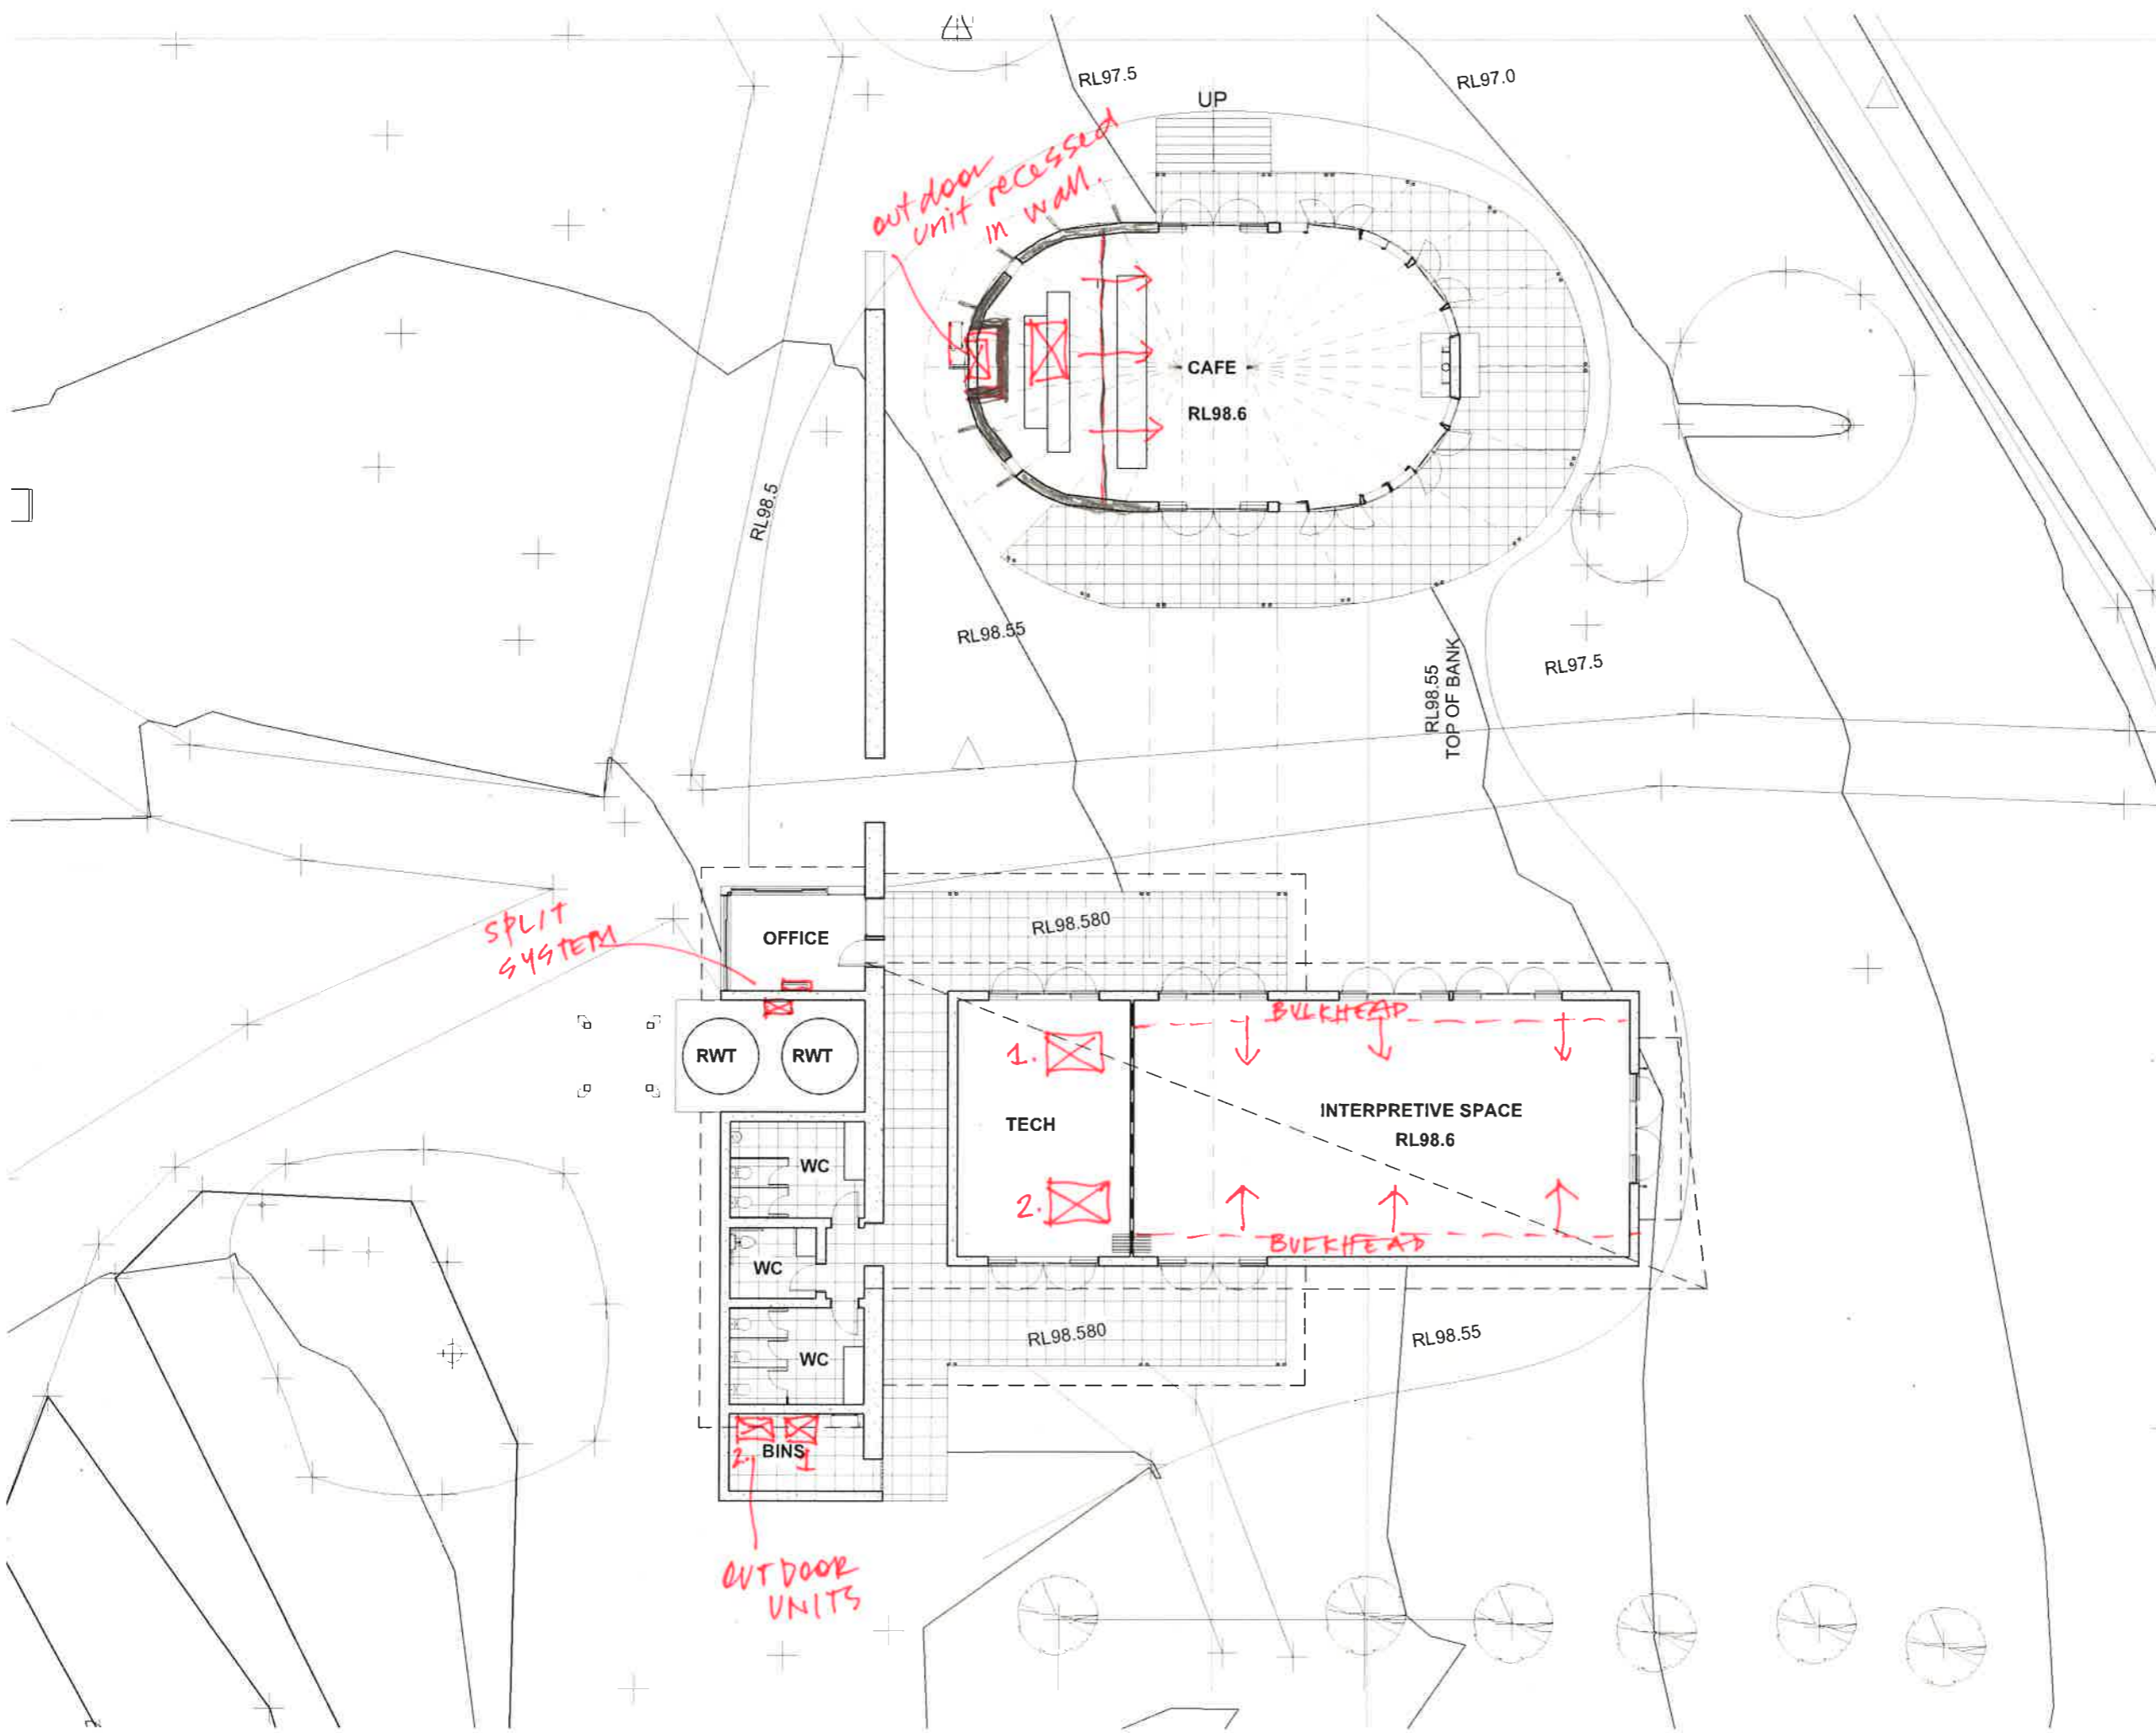 RL97.5
RL97.0
UP
outdoor
unit recessed
in wall.
CAFE
RL98.6
RL98.5
RL98.55
RL98.55
TOP OF BANK
RL97.5
SPLIT
SYSTEM
OFFICE
RL98.580
BULKHEAD
RWT
RWT
1.
TECH
INTERPRETIVE SPACE
RL98.6
WC
2.
BULKHEAD
WC
RL98.580
RL98.55
WC
BINS
2.
1
OUTDOOR
UNITS